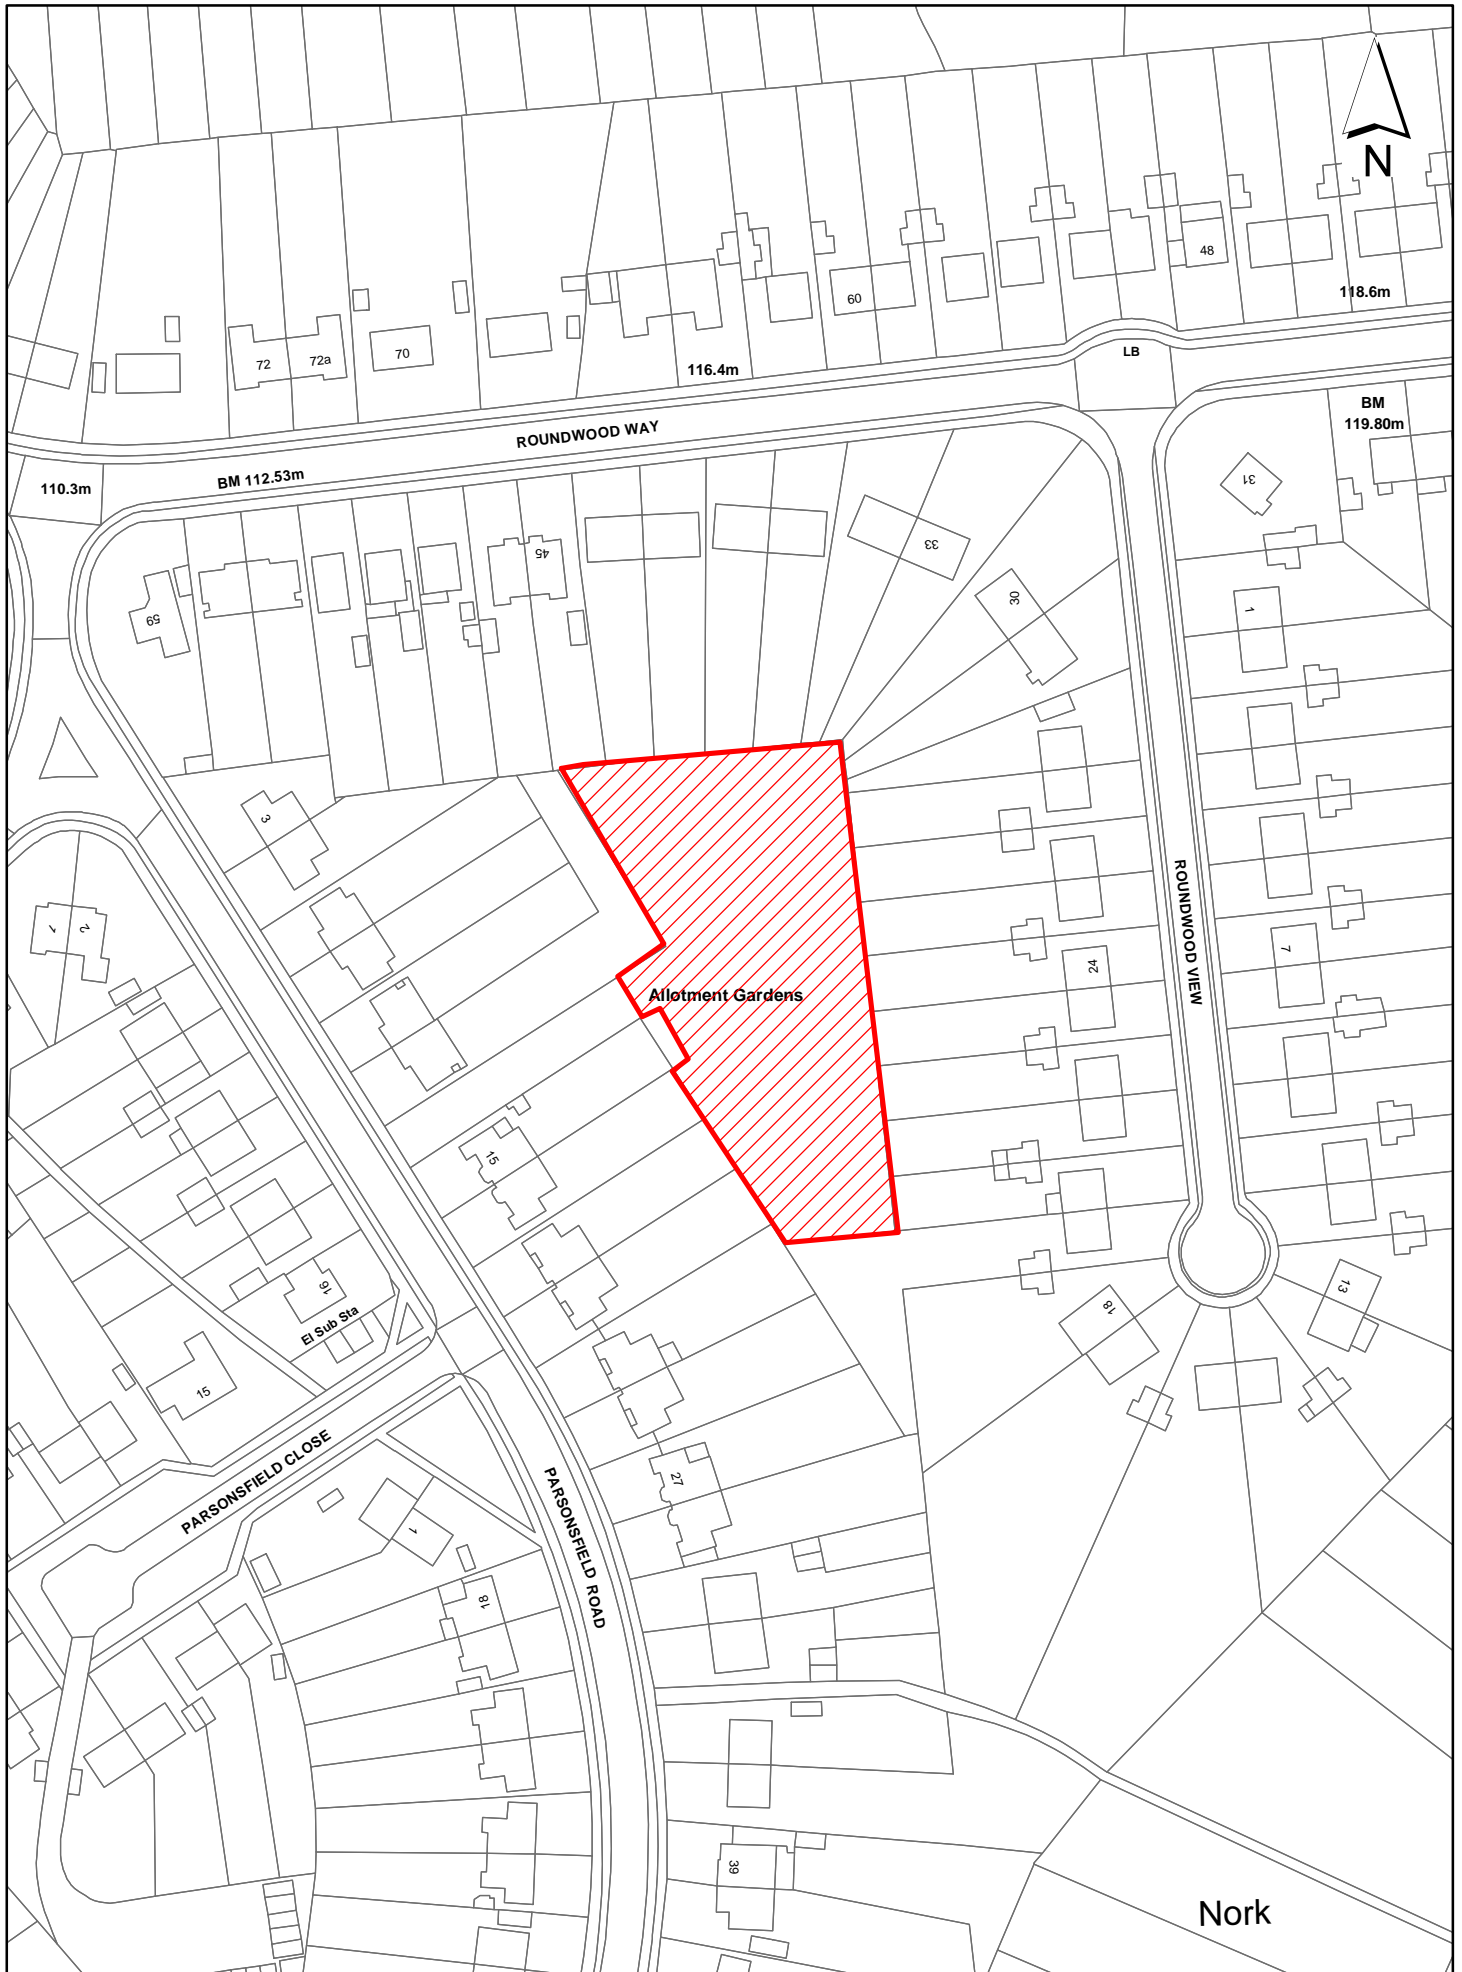 N
48
118.6m
60
72
72a
70
116.4m
LB
ROUNDWOOD WAY
BM
119.80m
BM 112.53m
110.3m
31
45
33
59
30
1
3
ROUNDWOOD VIEW
1
2
7
24
Allotment Gardens
15
16
El Sub Sta
13
18
15
PARSONSFIELD CLOSE
27
PARSONSFIELD ROAD
1
18
39
Nork